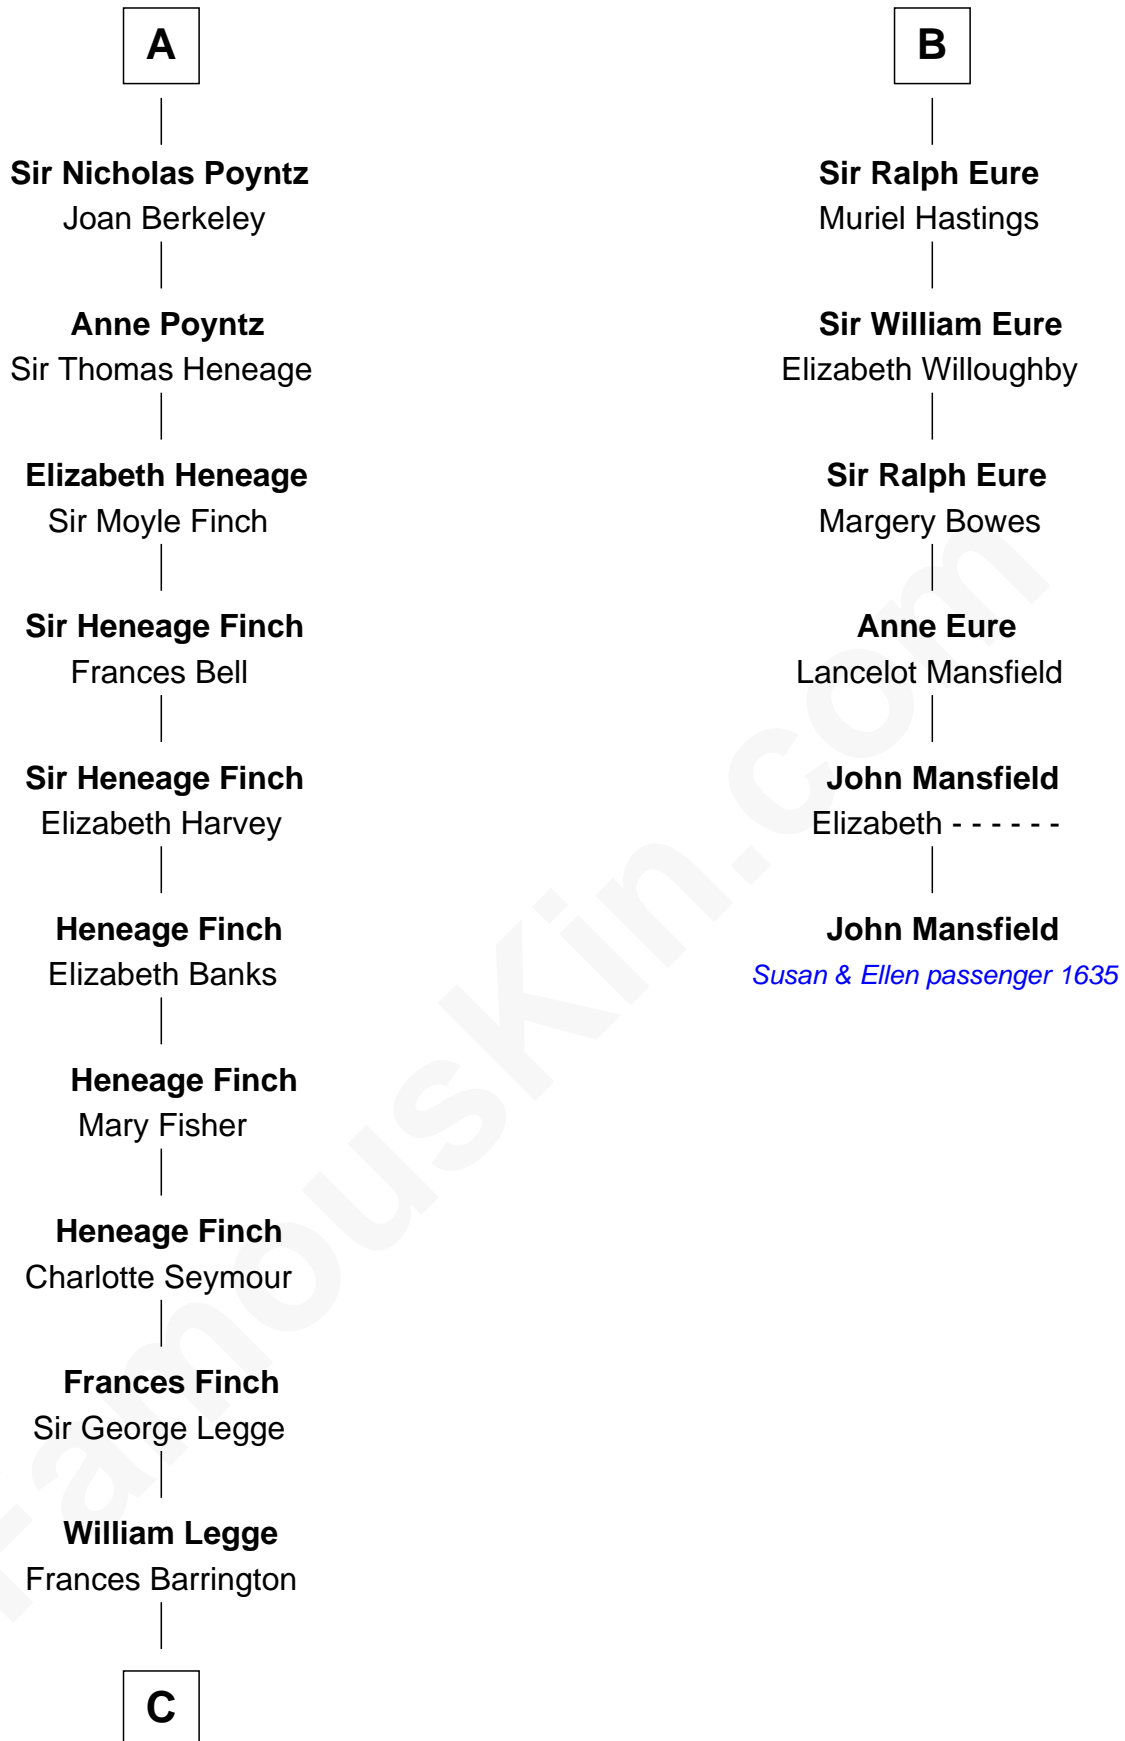 A
Sir Nicholas Poyntz
Joan Berkeley
Anne Poyntz
Sir Thomas Heneage
Elizabeth Heneage
Sir Moyle Finch
Sir Heneage Finch
Frances Bell
Sir Heneage Finch
Elizabeth Harvey
Heneage Finch
Elizabeth Banks
Heneage Finch
Mary Fisher
Heneage Finch
Charlotte Seymour
Frances Finch
Sir George Legge
William Legge
Frances Barrington
C
B
Sir Ralph Eure
Muriel Hastings
Sir William Eure
Elizabeth Willoughby
Sir Ralph Eure
Margery Bowes
Anne Eure
Lancelot Mansfield
John Mansfield
Elizabeth - - - - - -
John Mansfield
Susan & Ellen passenger 1635
FamousKin.com